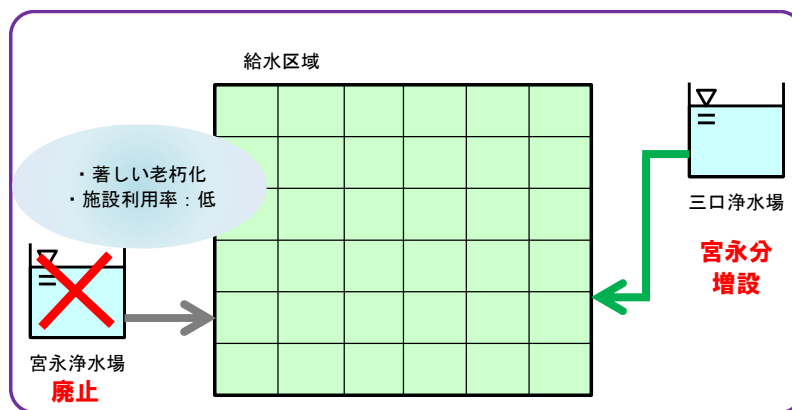 給水区域
・著しい老朽化
・施設利用率：低
三口浄水場
宮永分
増設
宮永浄水場
廃止